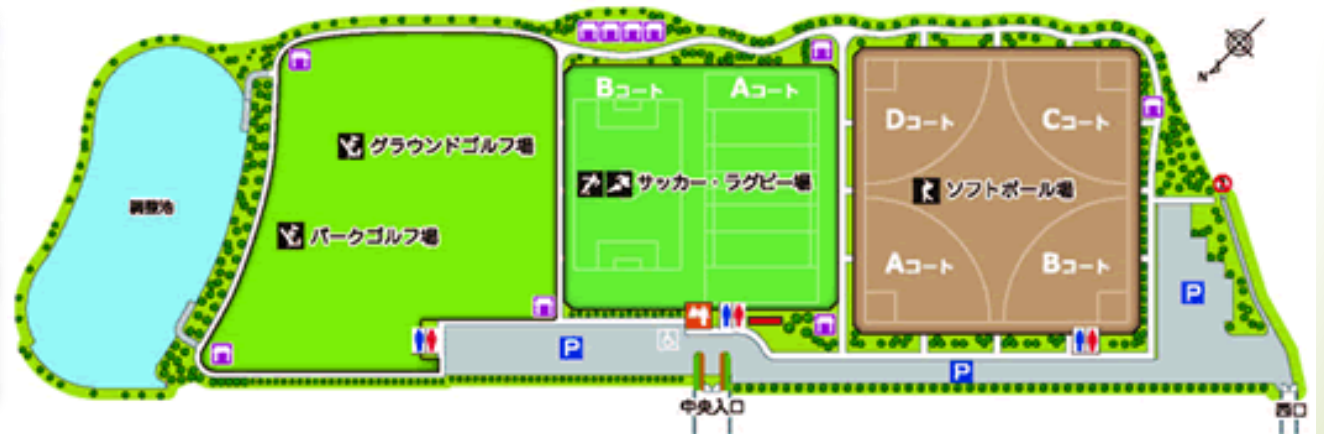 N
Bコート
Aコート
Dコート
Cコート
グラウンドゴルフ場
サッカー・ラグビー場
ソフトボール場
調整池
パークゴルフ場
Aコート
Bコート
P
P
P
中央入口
西口